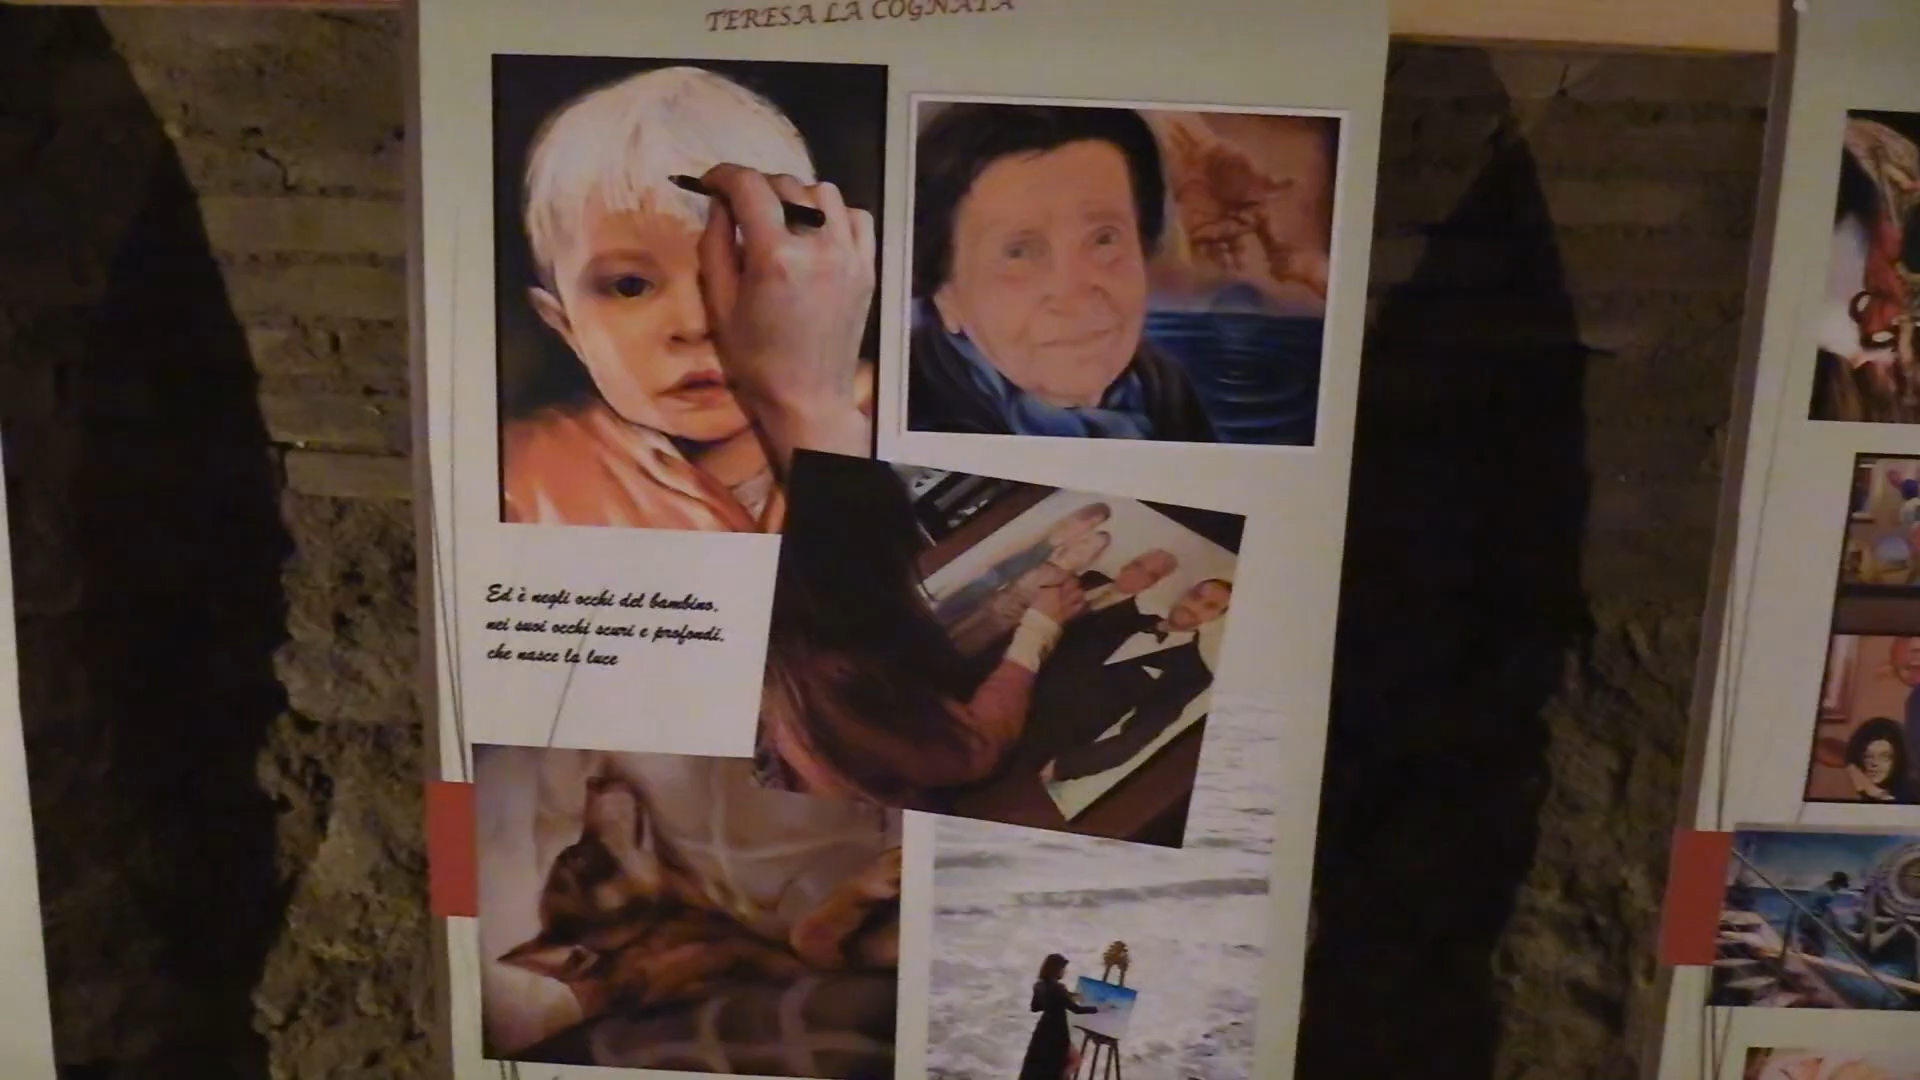 TERESA LA COGNATA
Ed è negli occhi del bambino,
nei suoi occhi scuri e profondi,
che nasce la luce